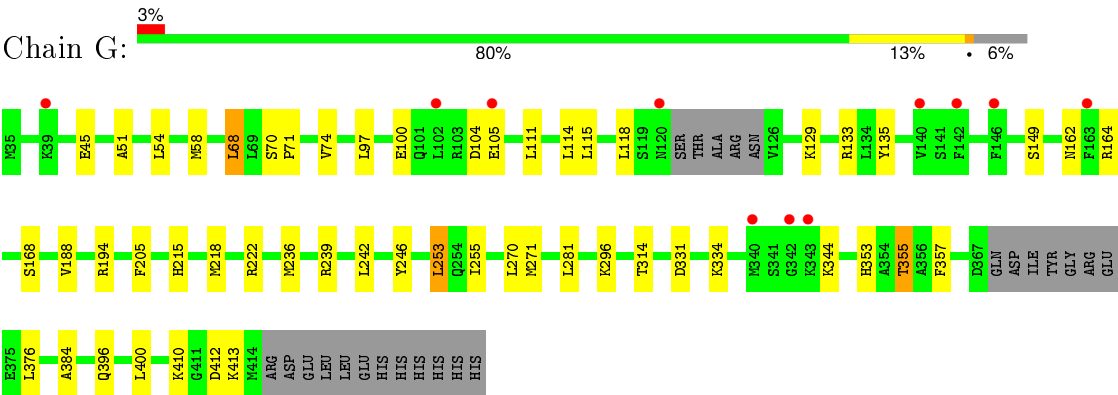 3%
Chain G:
80% 13% • 6%
M35 K39 E45 A51 L54 M58 L68 L69 S70 P71 V74 L97 E100 Q101 L102 R103 D104 E105 L111 L114 L115 L118 S119 N120 SER THR ALA ARG ASN V126 K129 R133 L134 Y135 V140 S141 F142 F146 S149 N162 F163 R164
S168 V188 R194 F205 H215 M218 R222 M236 R239 L242 Y246 L253 Q254 I255 L270 M271 L281 K296 T314 D331 K334 M340 S341 G342 K343 K344 H353 A354 T355 A356 F357 D367 GLN ASP ILE TYR GLY ARG GLU
E375 L376 A384 Q396 L400 K410 G411 D412 K413 M414 ARG ASP GLU LEU LEU GLU HIS HIS HIS HIS HIS HIS